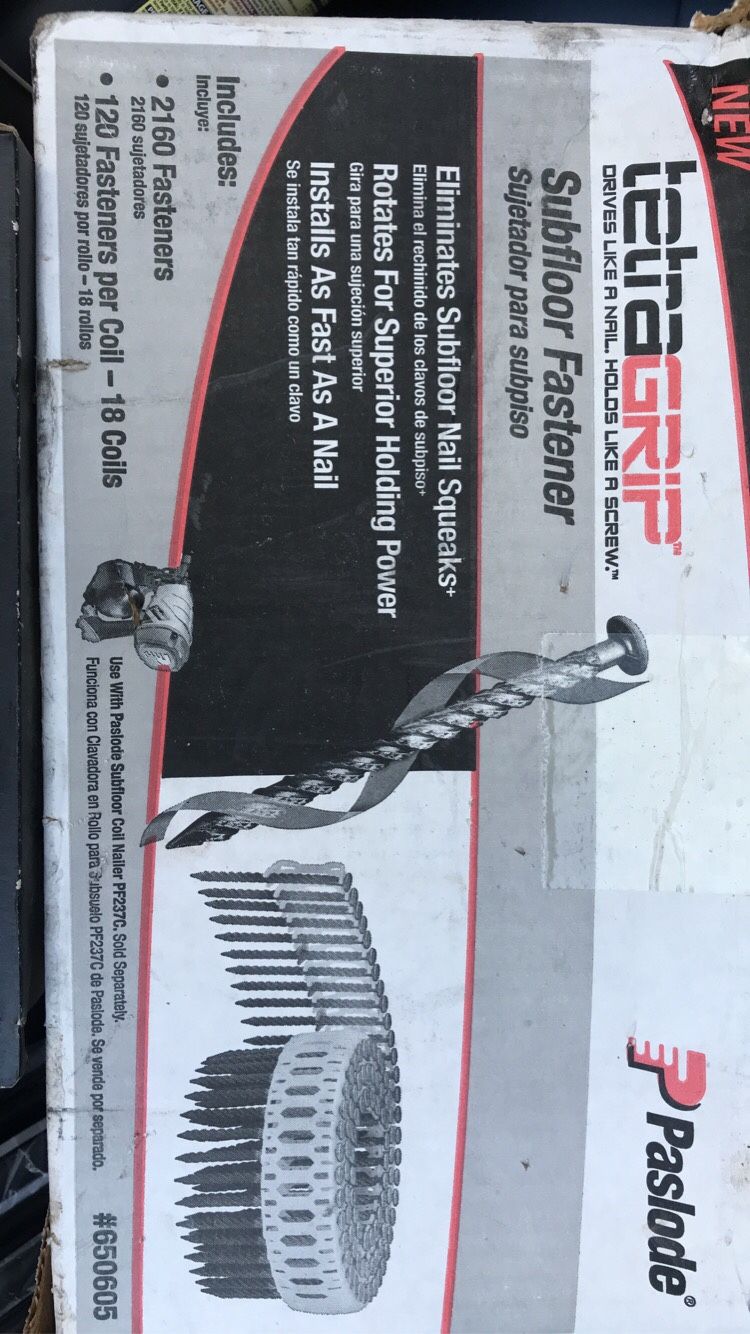 NEW
tetraGRIP™
DRIVES LIKE A NAIL. HOLDS LIKE A SCREW.™
Paslode®
Subfloor Fastener
Sujetador para subpiso
Eliminates Subfloor Nail Squeaks+
Elimina el rechinido de los clavos de subpiso+
Rotates For Superior Holding Power
Gira para una sujeción superior
Installs As Fast As A Nail
Se instala tan rápido como un clavo
Includes:
Incluye:
• 2160 Fasteners
2160 sujetadores
• 120 Fasteners per Coil – 18 Coils
120 sujetadores por rollo – 18 rollos
Use With Paslode Subfloor Coil Nailer PF237C. Sold Separately.
Funciona con Clavadora en Rollo para Subsuelo PF237C de Paslode. Se vende por separado.
#650605